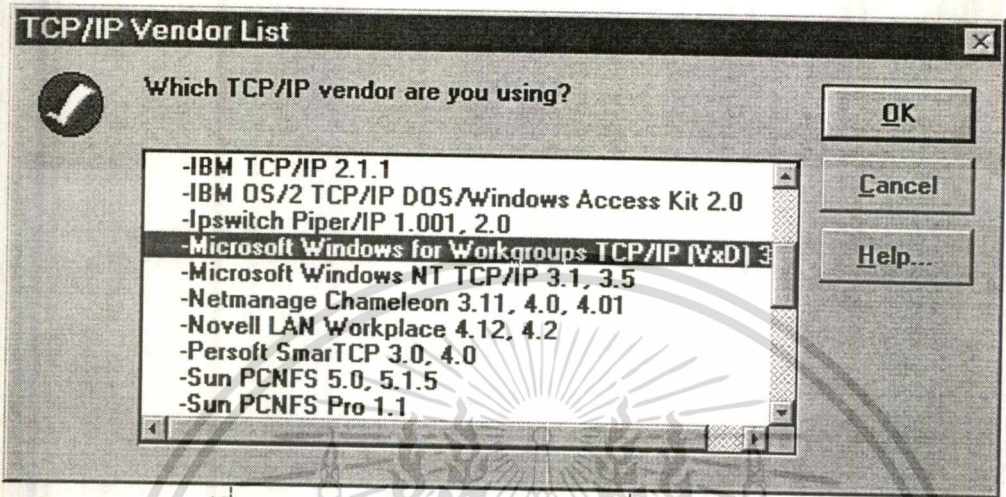 TCP/IP Vendor List
Which TCP/IP vendor are you using?
OK
-IBM TCP/IP 2.1.1
-IBM OS/2 TCP/IP DOS/Windows Access Kit 2.0
-Ipswitch Piper/IP 1.001, 2.0
-Microsoft Windows for Workgroups TCP/IP (VxD) 3
-Microsoft Windows NT TCP/IP 3.1, 3.5
-Netmanage Chameleon 3.11, 4.0, 4.01
-Novell LAN Workplace 4.12, 4.2
-Persoft SmarTCP 3.0, 4.0
-Sun PCNFS 5.0, 5.1.5
-Sun PCNFS Pro 1.1
Cancel
Help...